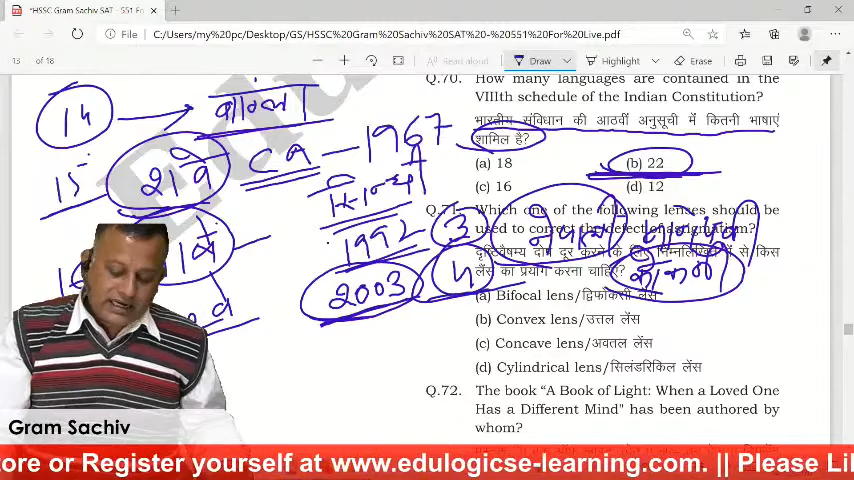 *HSSC Gram Sachiv SAT - 551 Fo
File
C:/Users/my pc/Desktop/GS/HSSC%20Gram%20Sachiv%20SAT%20-%20551%20For%20Live.pdf
13 of 18
Read aloud
Draw
Highlight
Erase
Q.70. How many languages are contained in the
VIIIth schedule of the Indian Constitution?
भारतीय संविधान की आठवीं अनुसूची में कितनी भाषाएं
शामिल है?
(a) 18 (b) 22
(c) 16 (d) 12
Q.71. Which one of the following lenses should be
used to correct the defect of astigmatism?
दृष्टिवैषम्य दोष दूर करने के लिए निम्नलिखित में से किस
लेंस का प्रयोग करना चाहिए?
(a) Bifocal lens/द्विफोकसी लेंस
(b) Convex lens/उत्तल लेंस
(c) Concave lens/अवतल लेंस
(d) Cylindrical lens/सिलंडरिकिल लेंस
Q.72. The book "A Book of Light: When a Loved One
Has a Different Mind" has been authored by
whom?
14
15
21 वे
CA - 1967
सिन्धी
1992 3 नेपाली
2003 4
Gram Sachiv
tore or Register yourself at www.edulogicse-learning.com. || Please Li